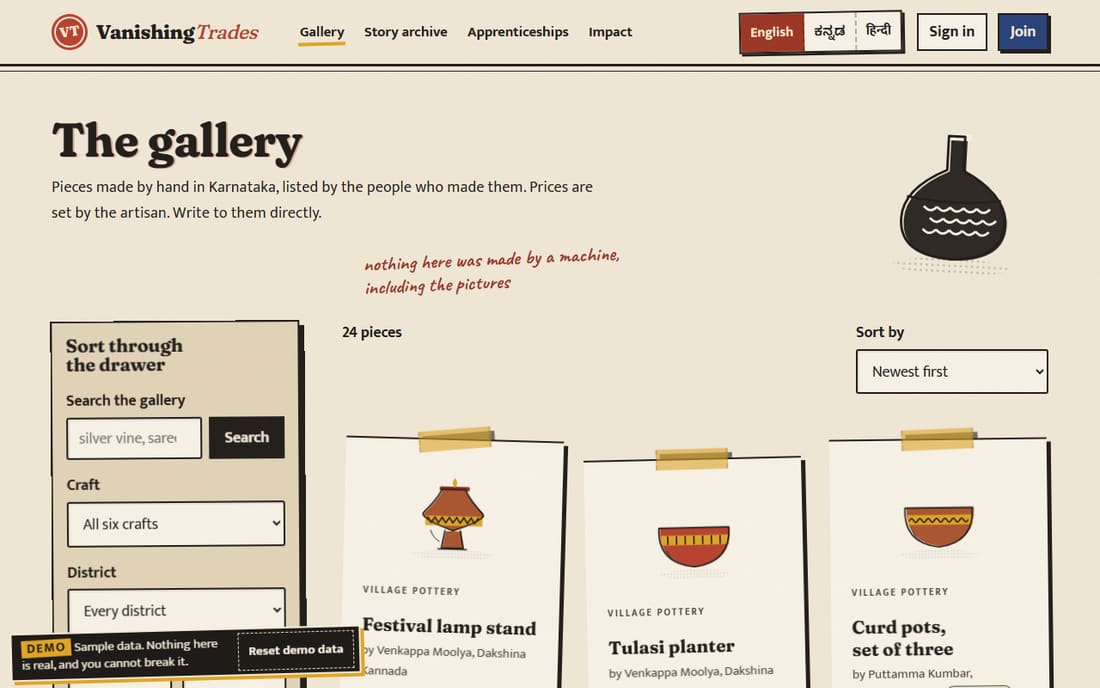 VT VanishingTrades
Gallery
Story archive
Apprenticeships
Impact
English
ಕನ್ನಡ
हिन्दी
Sign in
Join
The gallery
Pieces made by hand in Karnataka, listed by the people who made them. Prices are
set by the artisan. Write to them directly.
nothing here was made by a machine,
including the pictures
Sort through
the drawer
Search the gallery
silver vine, sare
Search
Craft
All six crafts
District
Every district
24 pieces
Sort by
Newest first
VILLAGE POTTERY
Festival lamp stand
by Venkappa Moolya, Dakshina
Kannada
VILLAGE POTTERY
Tulasi planter
by Venkappa Moolya, Dakshina
VILLAGE POTTERY
Curd pots,
set of three
by Puttamma Kumbar,
DEMO Sample data. Nothing here
is real, and you cannot break it.
Reset demo data